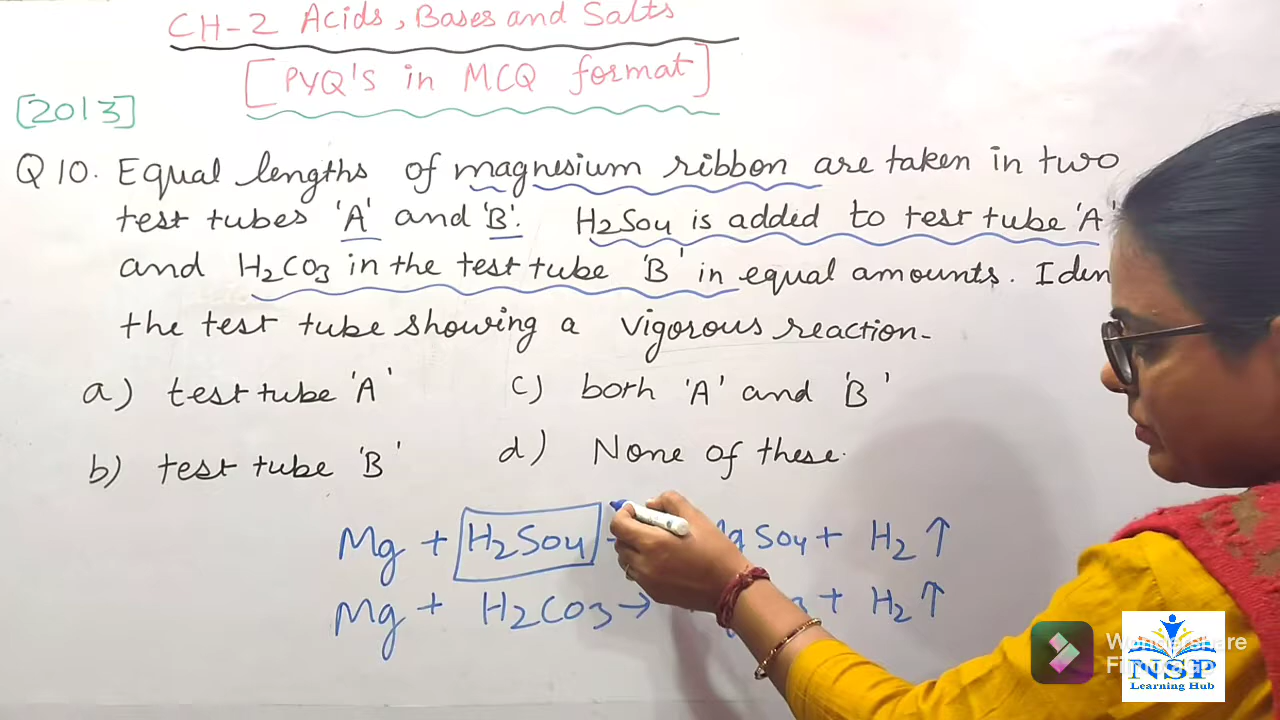 CH-2 Acids, Bases and Salts
[PYQ'S in MCQ format]
[2013]
Q10. Equal lengths of magnesium ribbon are taken in two
test tubes 'A' and 'B'. H2SO4 is added to test tube 'A'
and H2CO3 in the test tube 'B' in equal amounts. Iden
the test tube showing a vigorous reaction.
a) test tube 'A'
c) both 'A' and 'B'
b) test tube 'B'
d) None of these.
Mg + H2SO4 MgSO4 + H2 ↑
Mg + H2CO3 → + H2 ↑
Wondershare
Filmora
NSP
Learning Hub